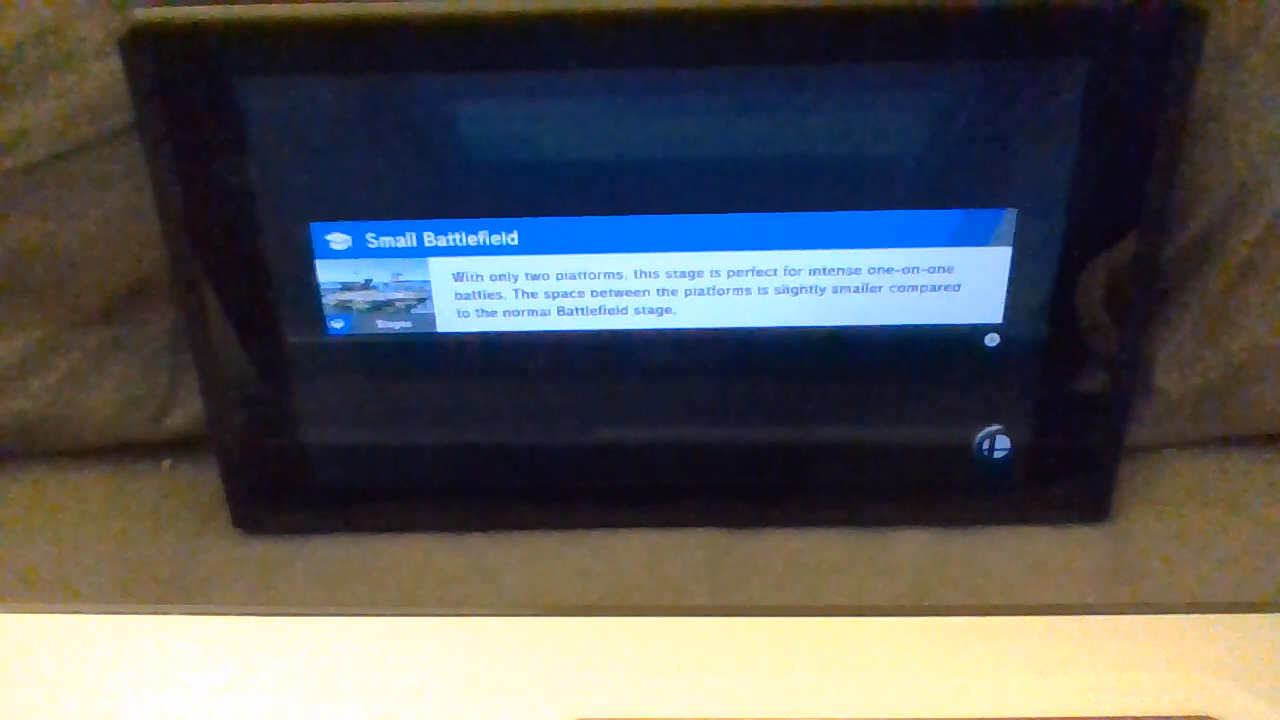 Small Battlefield
With only two platforms, this stage is perfect for intense one-on-one
battles. The space between the platforms is slightly smaller compared
to the normal Battlefield stage.
Stages